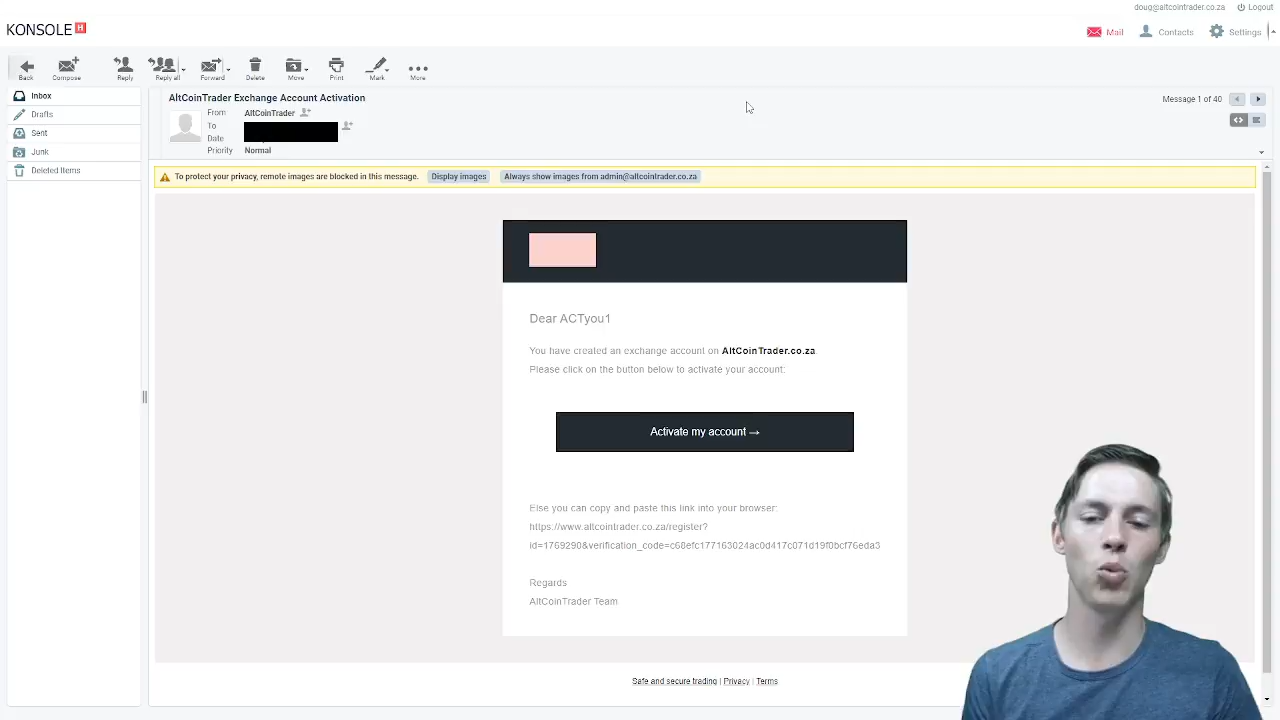 doug@altcointrader.co.za Logout
KONSOLE H
Mail Contacts Settings
Back Compose Reply Reply all Forward Delete Move Print Mark More
Inbox
Drafts
Sent
Junk
Deleted Items
AltCoinTrader Exchange Account Activation
Message 1 of 40
From AltCoinTrader
To
Date
Priority Normal
To protect your privacy, remote images are blocked in this message. Display images Always show images from admin@altcointrader.co.za
Dear ACTyou1
You have created an exchange account on AltCoinTrader.co.za.
Please click on the button below to activate your account:
Activate my account →
Else you can copy and paste this link into your browser:
https://www.altcointrader.co.za/register?
id=1769290&verification_code=c68efc177163024ac0d417c071d19f0bcf76eda3
Regards
AltCoinTrader Team
Safe and secure trading | Privacy | Terms